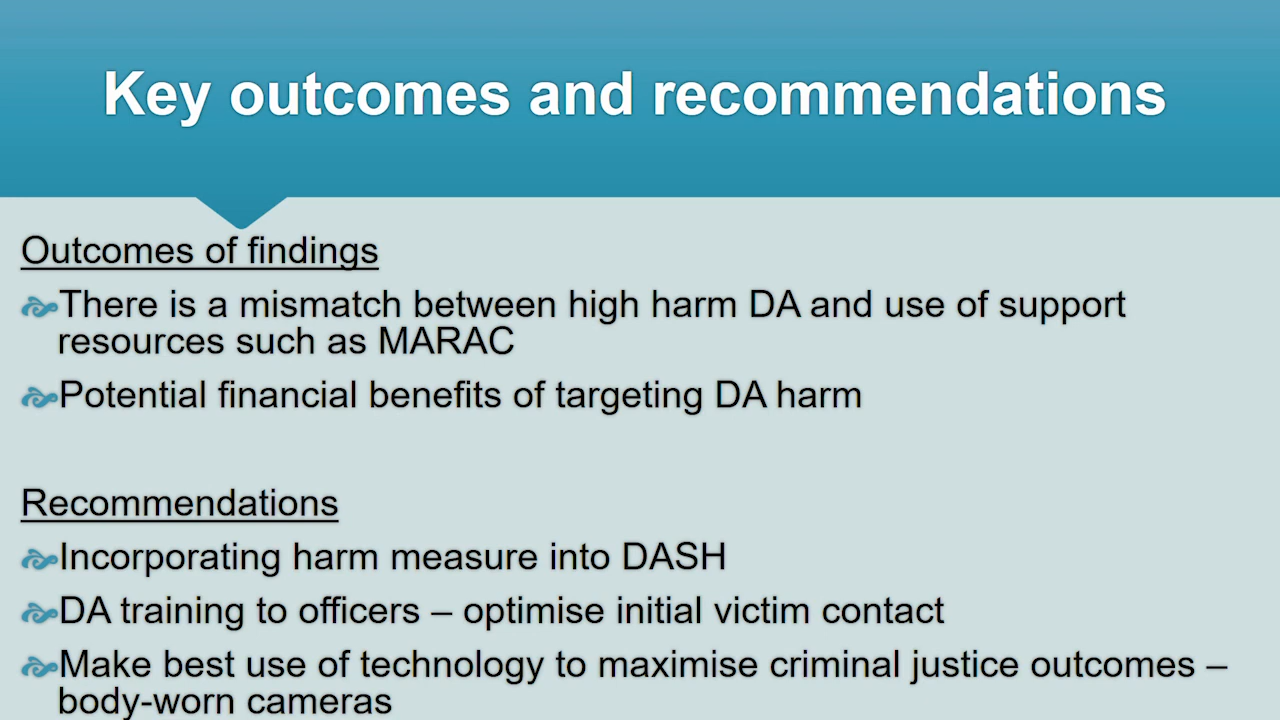 Key outcomes and recommendations
Outcomes of findings
There is a mismatch between high harm DA and use of support
resources such as MARAC
Potential financial benefits of targeting DA harm
Recommendations
Incorporating harm measure into DASH
DA training to officers – optimise initial victim contact
Make best use of technology to maximise criminal justice outcomes –
body-worn cameras